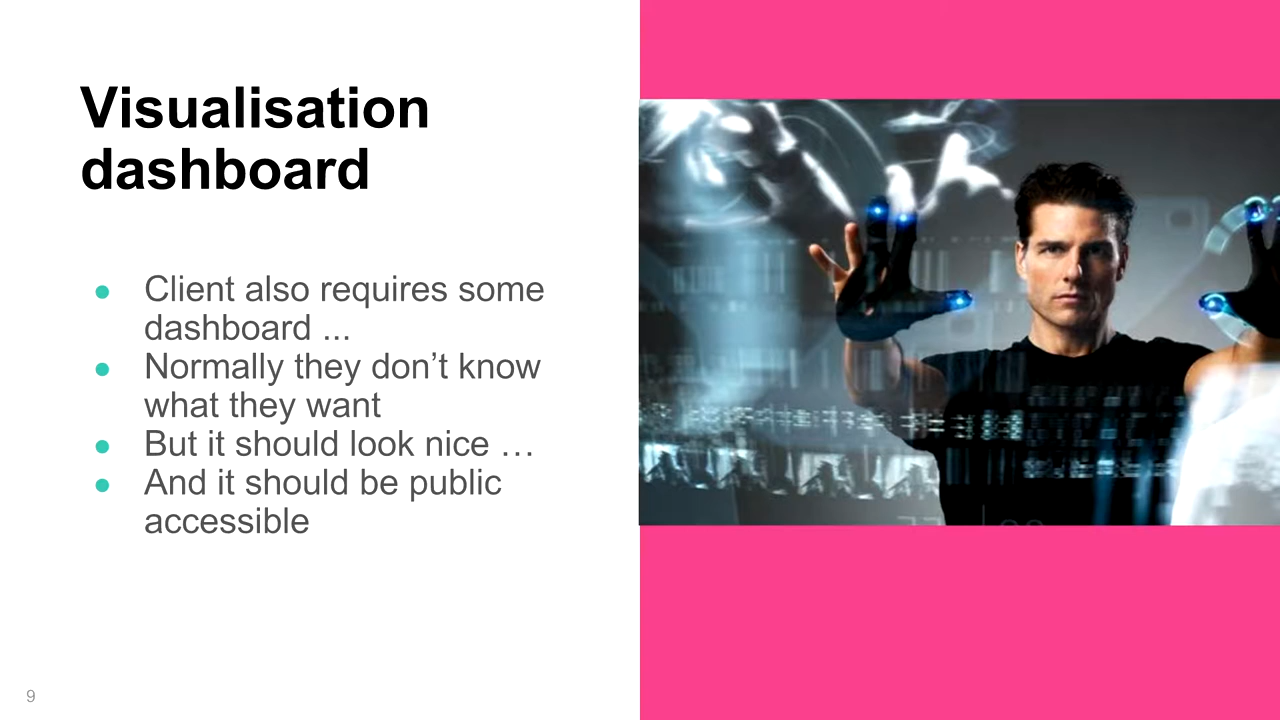 Visualisation
dashboard
● Client also requires some
dashboard ...
● Normally they don’t know
what they want
● But it should look nice …
● And it should be public
accessible
9